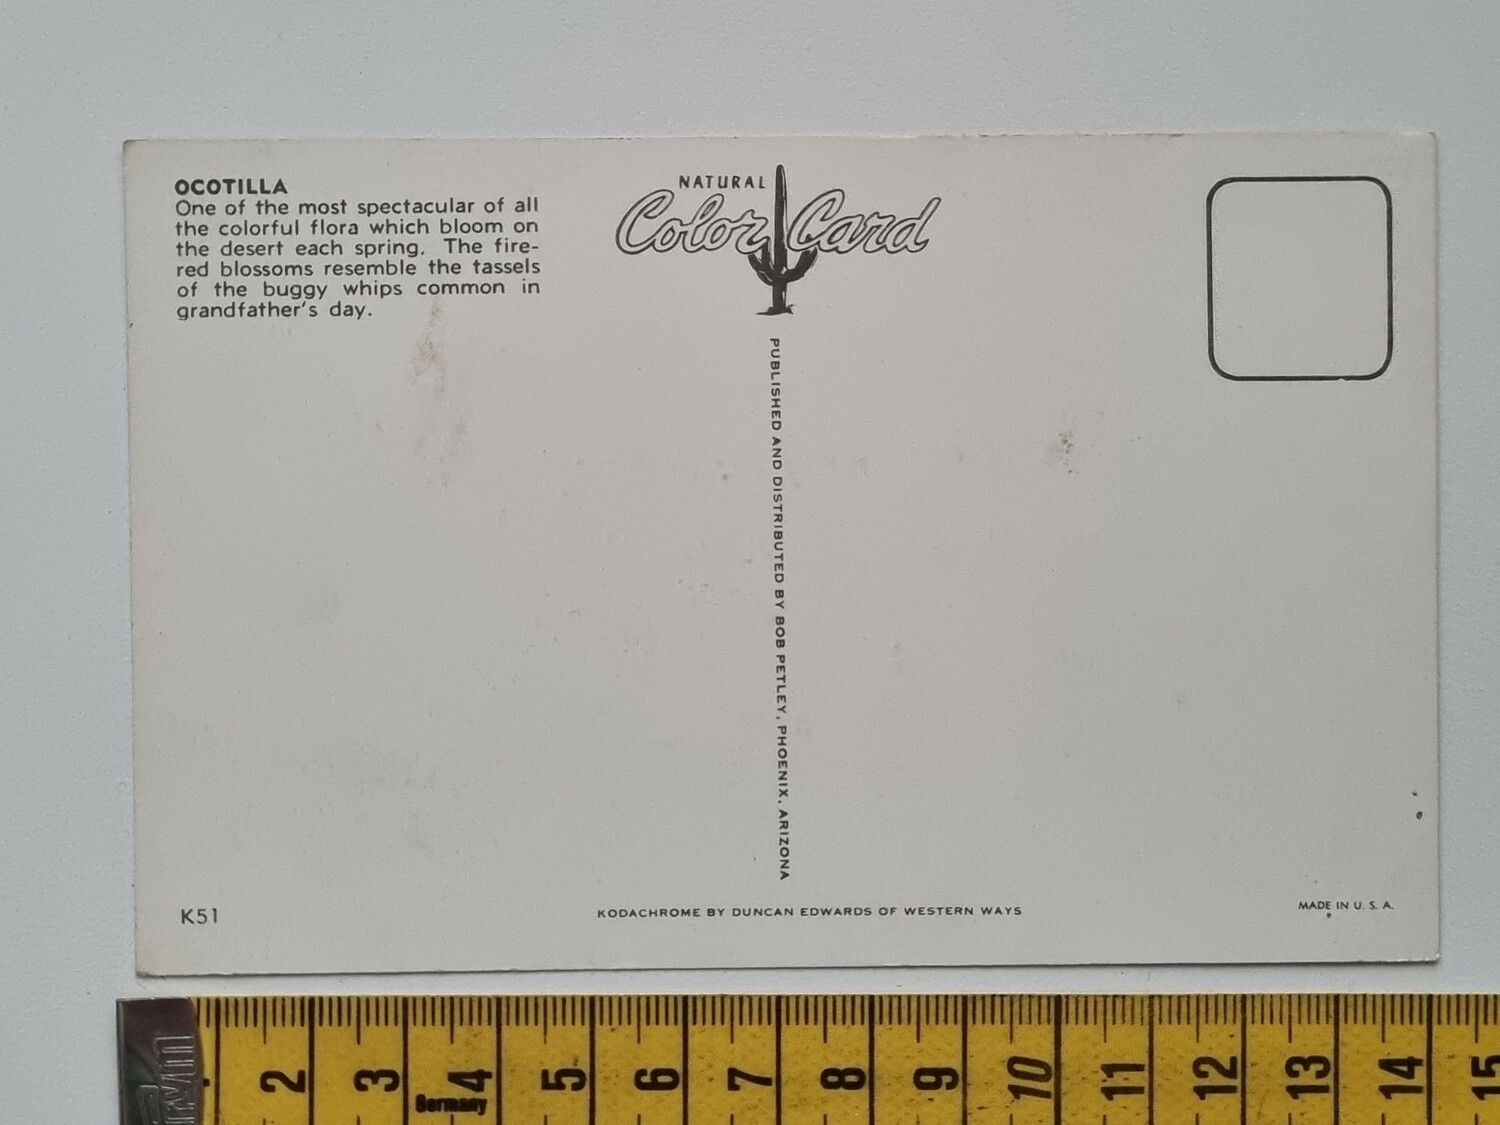 OCOTILLA
One of the most spectacular of all
the colorful flora which bloom on
the desert each spring. The fire-
red blossoms resemble the tassels
of the buggy whips common in
grandfather's day.
NATURAL
Color Card
PUBLISHED AND DISTRIBUTED BY BOB PETLEY, PHOENIX, ARIZONA
K51
KODACHROME BY DUNCAN EDWARDS OF WESTERN WAYS
MADE IN U. S. A.
2 3 4 5 6 7 8 9 10 11 12 13 14 15
Germany